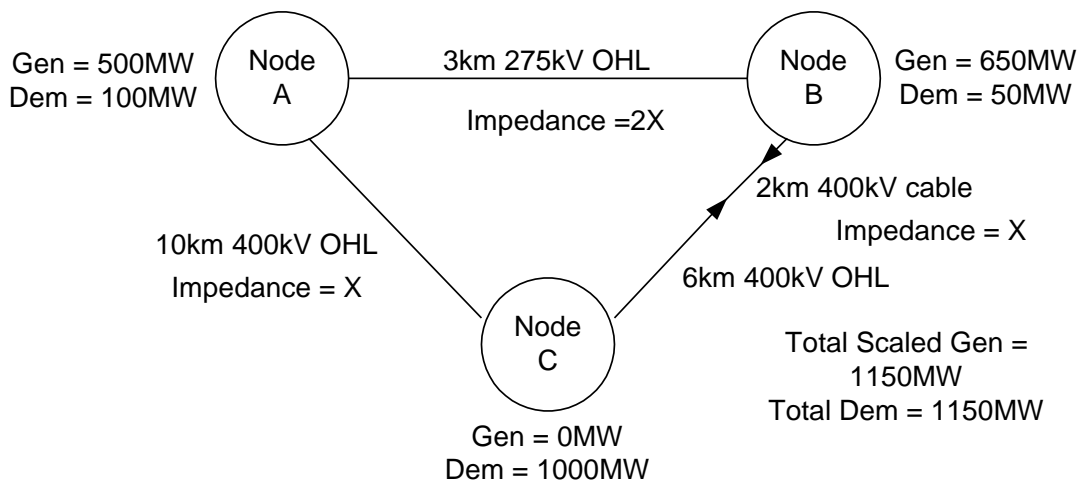 Gen = 500MW
Dem = 100MW
Node
A
3km 275kV OHL
Impedance =2X
Node
B
Gen = 650MW
Dem = 50MW
2km 400kV cable
Impedance = X
10km 400kV OHL
Impedance = X
6km 400kV OHL
Node
C
Total Scaled Gen =
1150MW
Total Dem = 1150MW
Gen = 0MW
Dem = 1000MW